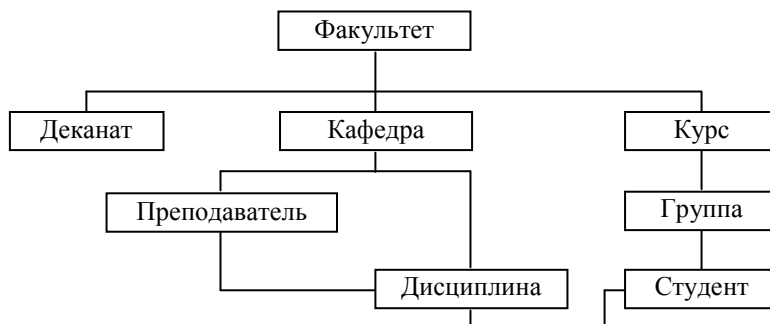 Факультет
Деканат
Кафедра
Курс
Преподаватель
Группа
Дисциплина
Студент